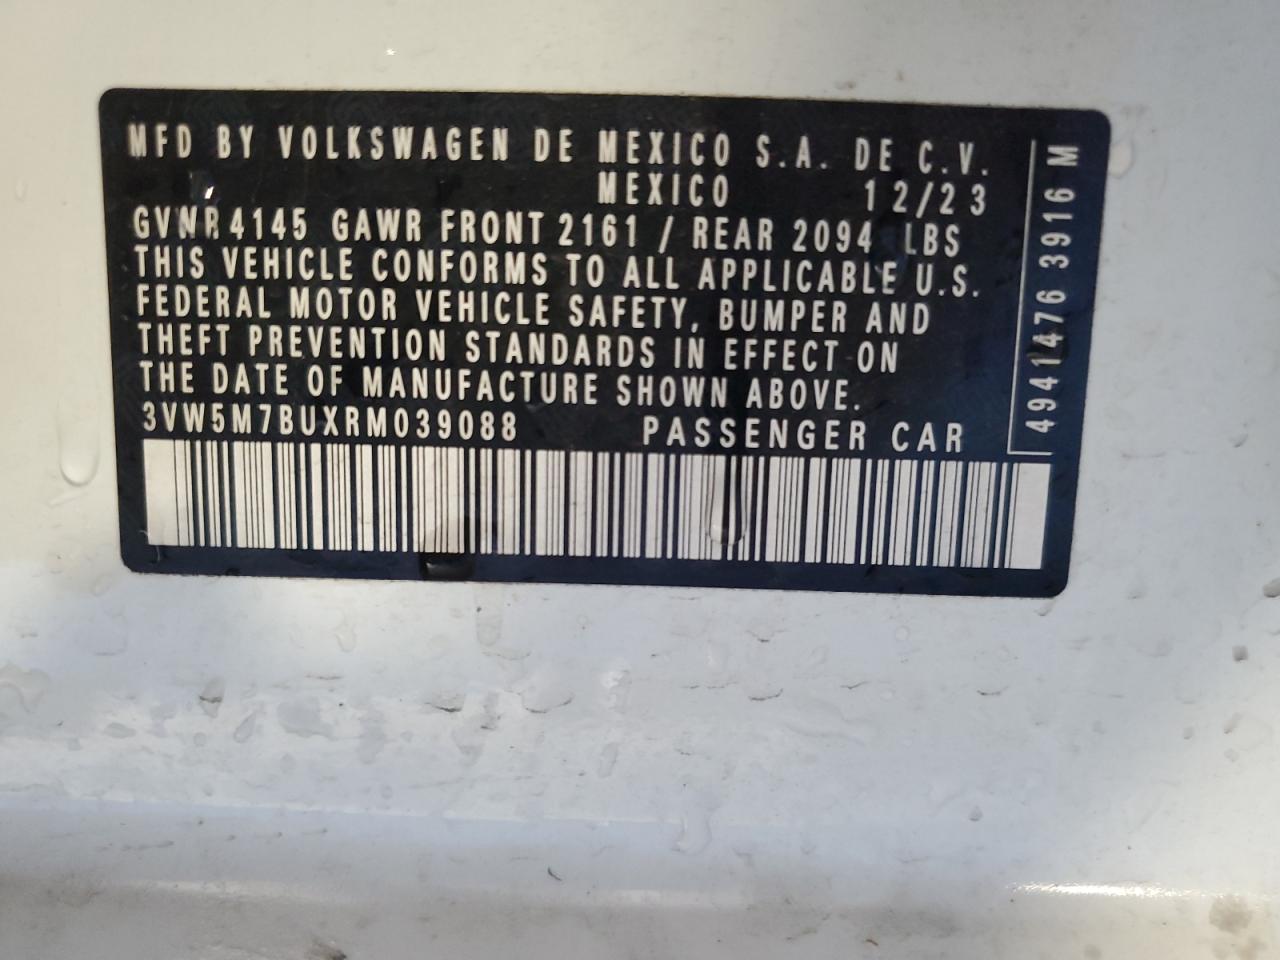 MFD BY VOLKSWAGEN DE MEXICO S.A. DE C.V.
MEXICO 12/23
GVWR 4145 GAWR FRONT 2161 / REAR 2094 LBS
THIS VEHICLE CONFORMS TO ALL APPLICABLE U.S.
FEDERAL MOTOR VEHICLE SAFETY, BUMPER AND
THEFT PREVENTION STANDARDS IN EFFECT ON
THE DATE OF MANUFACTURE SHOWN ABOVE.
3VW5M7BUXRM039088 PASSENGER CAR
4941476 3916 M